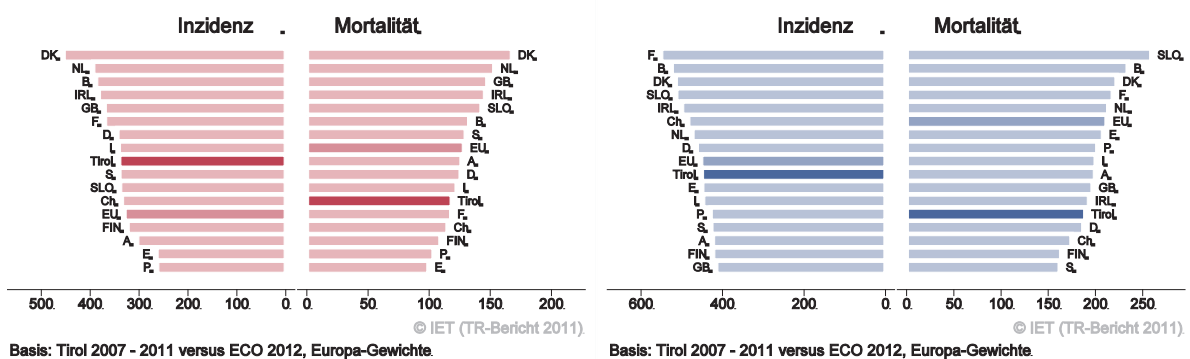 Inzidenz . Mortalität.
DK. DK.
NL. NL.
B. GB.
IRL. IRL.
GB. SLO.
F. B.
D. S.
I. EU.
Tirol. A.
S. D.
SLO. I.
Ch. Tirol.
EU. F.
FIN. Ch.
A. FIN.
E. P.
P. E.
500. 400. 300. 200. 100. 0. 0 50. 100. 150. 200.
© IET (TR-Bericht 2011).
Basis: Tirol 2007 - 2011 versus ECO 2012, Europa-Gewichte.
Inzidenz . Mortalität.
F. SLO.
B. B.
DK. DK.
SLO. F.
IRL. NL.
Ch. EU.
NL. E.
D. P.
EU. I.
Tirol. A.
E. GB.
I. IRL.
P. Tirol.
S. D.
A. Ch.
FIN. FIN.
GB. S.
600. 400. 200. 0. 0. 50. 100. 150. 200. 250.
© IET (TR-Bericht 2011).
Basis: Tirol 2007 - 2011 versus ECO 2012, Europa-Gewichte.